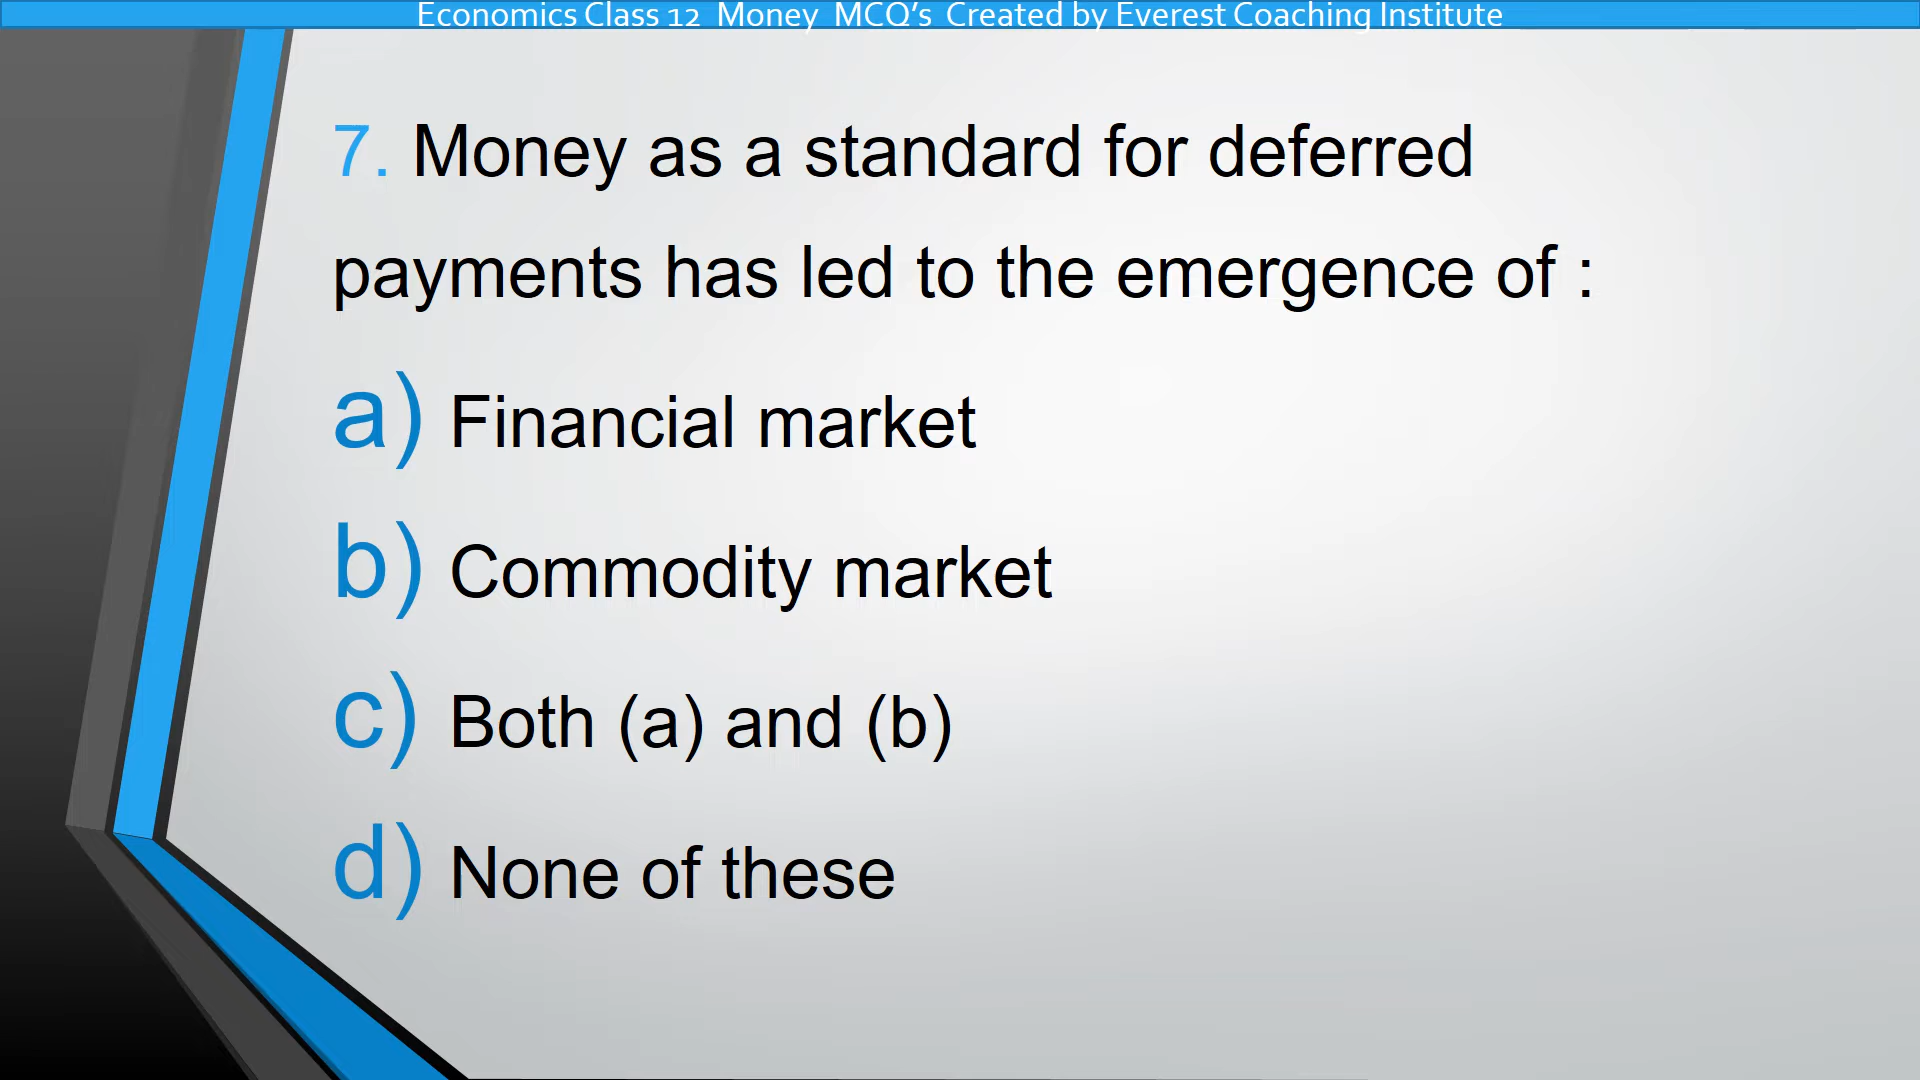 Economics Class 12 Money MCQ’s Created by Everest Coaching Institute
7. Money as a standard for deferred
payments has led to the emergence of :
a) Financial market
b) Commodity market
c) Both (a) and (b)
d) None of these